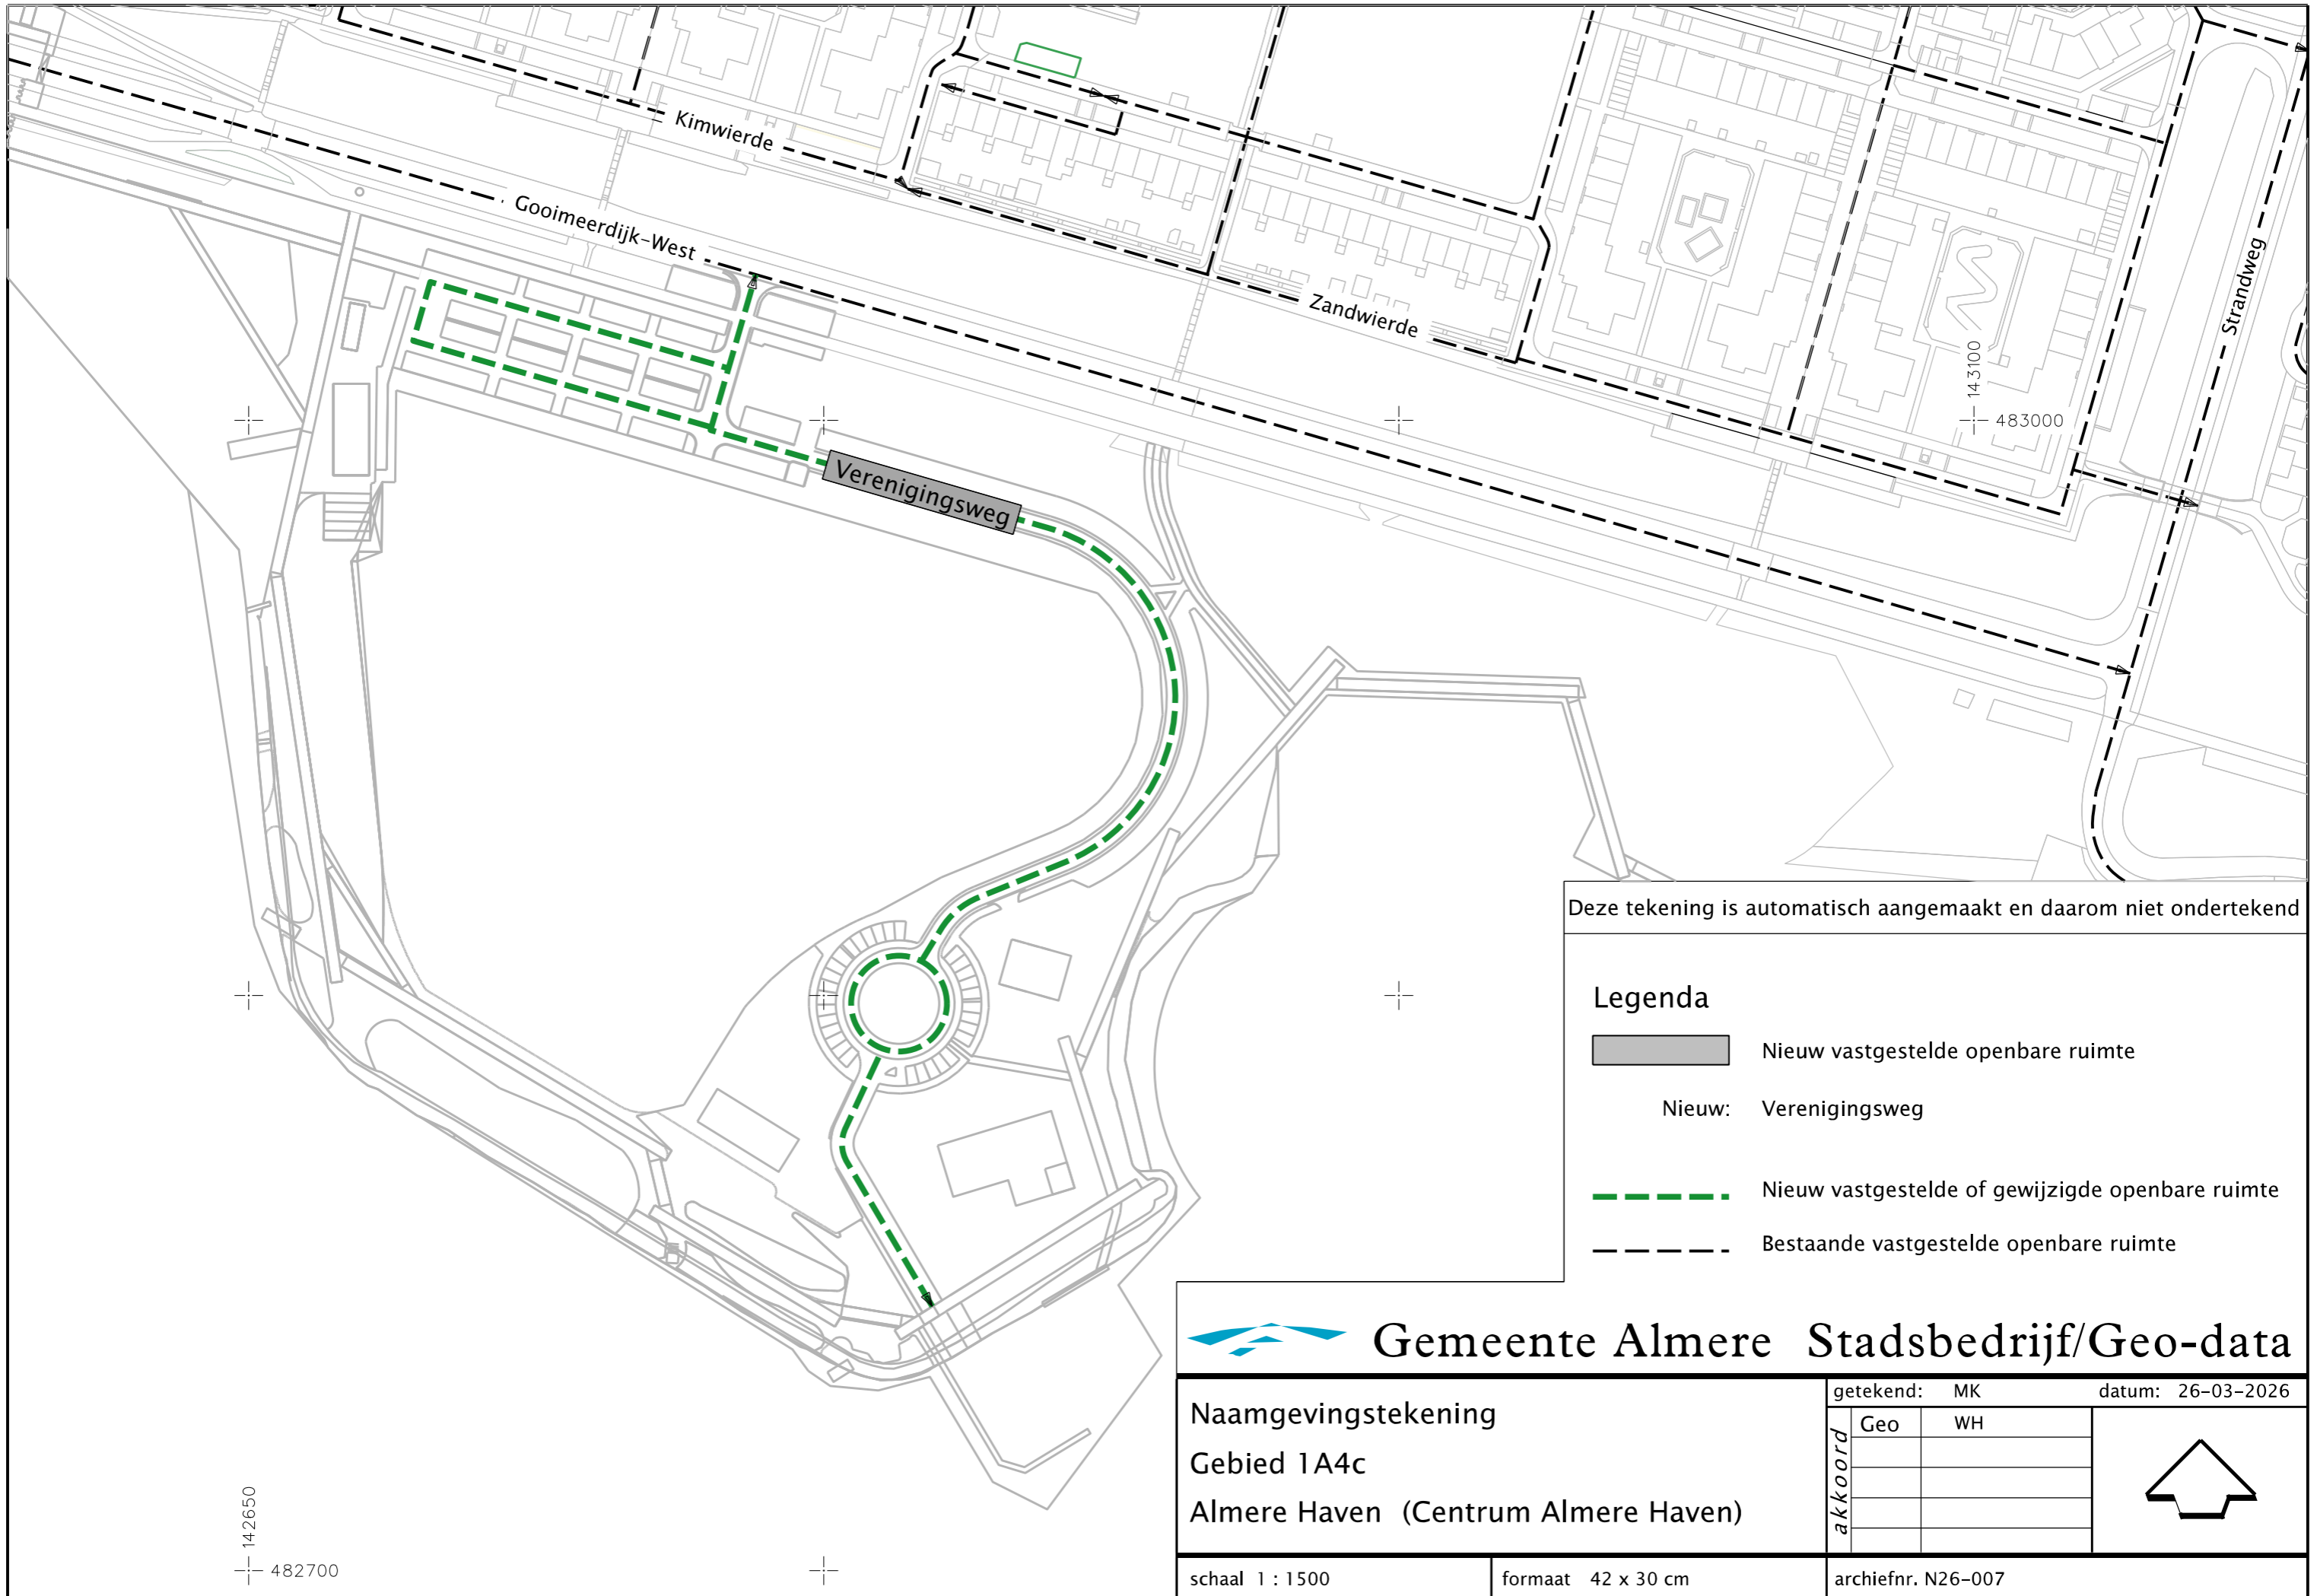 Kimwierde
Gooimeerdijk-West
Zandwierde
Strandweg
143100
483000
Verenigingsweg
Deze tekening is automatisch aangemaakt en daarom niet ondertekend
Legenda
Nieuw vastgestelde openbare ruimte
Nieuw: Verenigingsweg
Nieuw vastgestelde of gewijzigde openbare ruimte
Bestaande vastgestelde openbare ruimte
Gemeente Almere Stadsbedrijf/Geo-data
Naamgevingstekening
Gebied 1A4c
Almere Haven (Centrum Almere Haven)
getekend: MK datum: 26-03-2026
akkoord
Geo WH
142650
482700
schaal 1 : 1500 formaat 42 x 30 cm archiefnr. N26-007